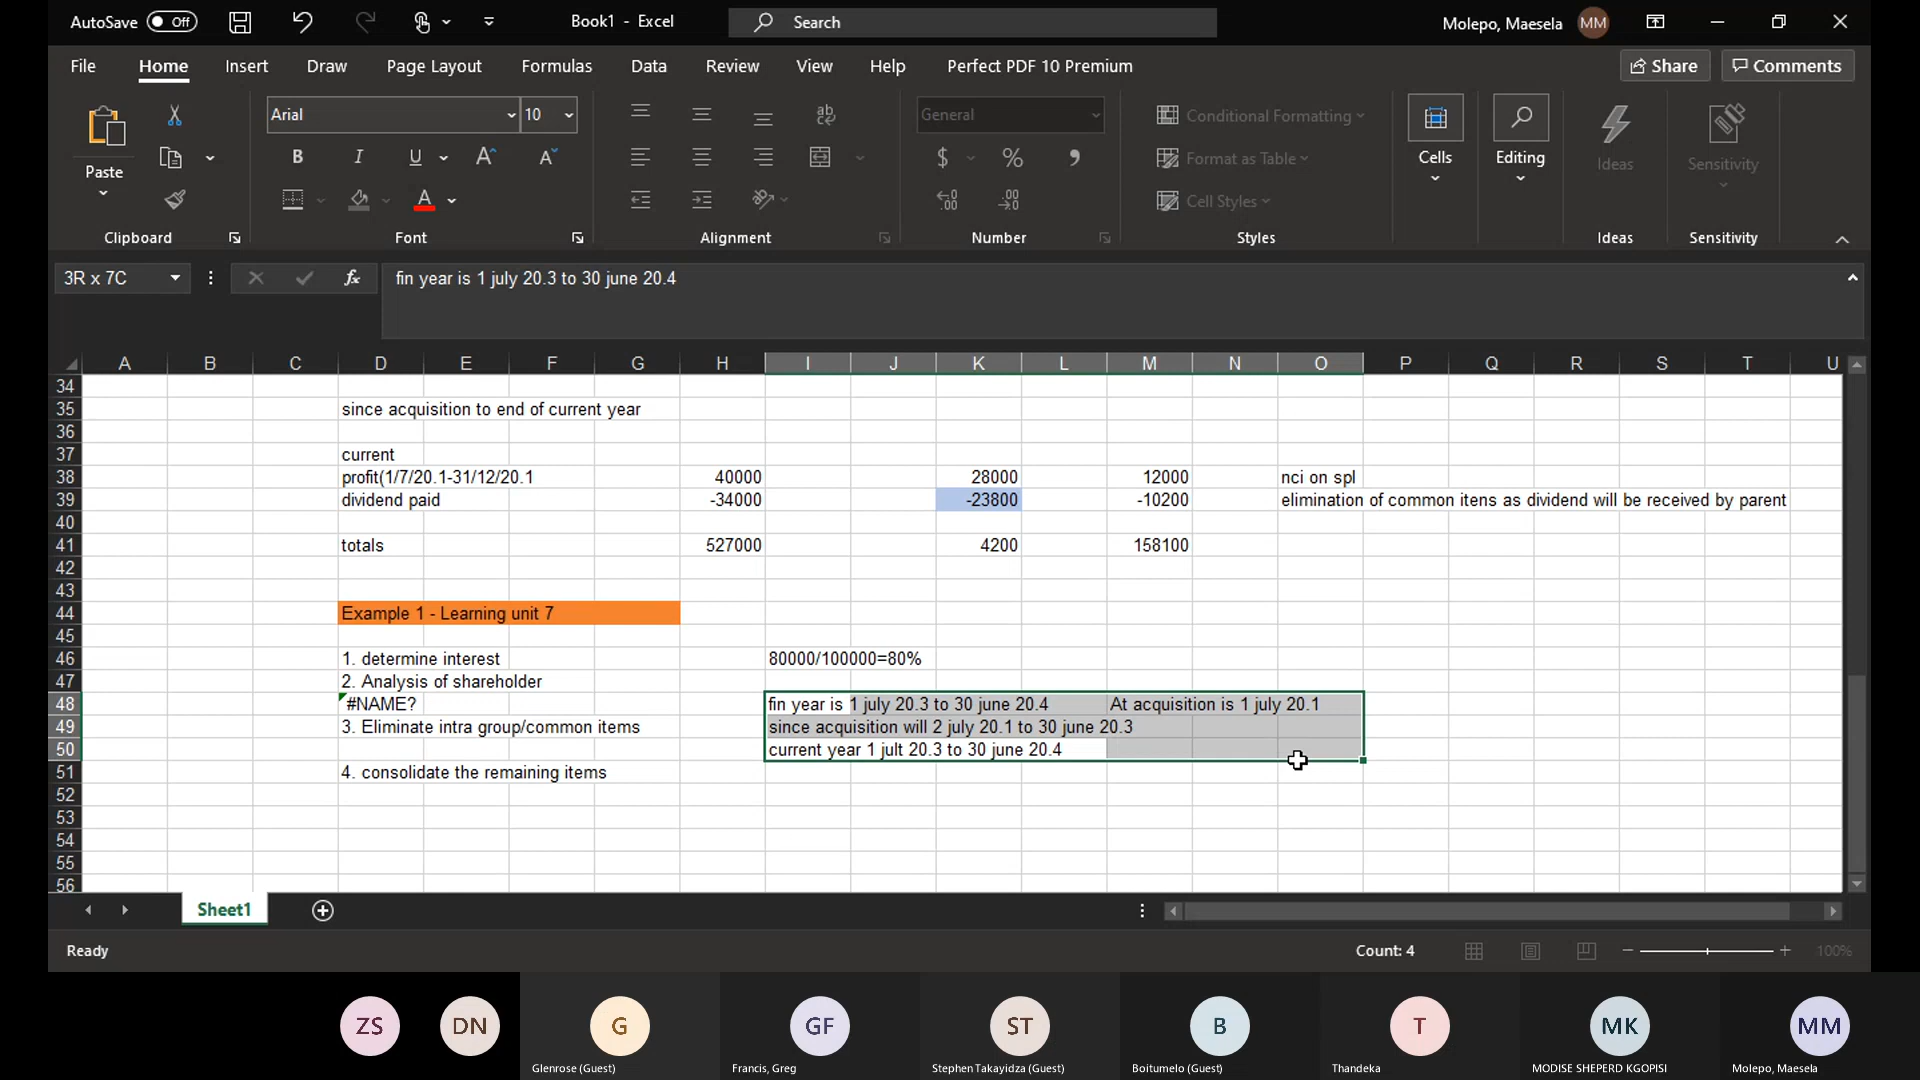 AutoSave Off Book1 - Excel Search Molepo, Maesela MM
File Home Insert Draw Page Layout Formulas Data Review View Help Perfect PDF 10 Premium Share Comments
Paste
Arial 10
General
Conditional Formatting
Format as Table
Cell Styles
Cells Editing Ideas Sensitivity
B I U A A
$ % ,
A
Clipboard Font Alignment Number Styles Ideas Sensitivity
3R x 7C fx fin year is 1 july 20.3 to 30 june 20.4
A B C D E F G H I J K L M N O P Q R S T U
34
35 since acquisition to end of current year
36
37 current
38 profit(1/7/20.1-31/12/20.1 40000 28000 12000 nci on spl
39 dividend paid -34000 -23800 -10200 elimination of common itens as dividend will be received by parent
40
41 totals 527000 4200 158100
42
43
44 Example 1 - Learning unit 7
45
46 1. determine interest 80000/100000=80%
47 2. Analysis of shareholder
48 #NAME? fin year is 1 july 20.3 to 30 june 20.4 At acquisition is 1 july 20.1
49 3. Eliminate intra group/common items since acquisition will 2 july 20.1 to 30 june 20.3
50 current year 1 jult 20.3 to 30 june 20.4
51 4. consolidate the remaining items
52
53
54
55
56
Sheet1
Ready Count: 4 100%
ZS DN G GF ST B T MK MM
Glenrose (Guest) Francis, Greg Stephen Takayidza (Guest) Boitumelo (Guest) Thandeka MODISE SHEPERD KGOPISI Molepo, Maesela